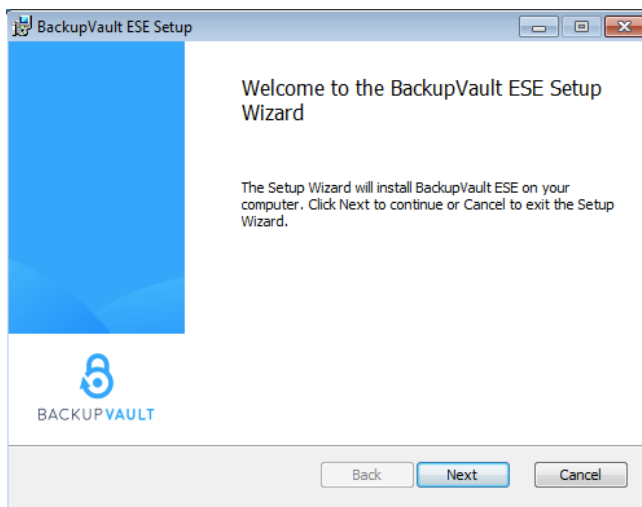 BackupVault ESE Setup
Welcome to the BackupVault ESE Setup
Wizard
The Setup Wizard will install BackupVault ESE on your
computer. Click Next to continue or Cancel to exit the Setup
Wizard.
BACKUPVAULT
Back
Next
Cancel